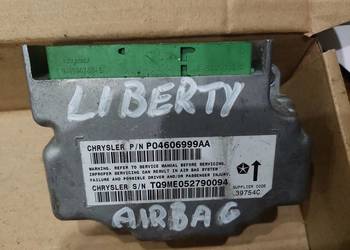 LIBERTY
CHRYSLER P/N P04606999AA
WARNING. REFER TO SERVICE MANUAL BEFORE SERVICING.
IMPROPER SERVICING CAN RESULT IN AIR BAG SYSTEM
FAILURE AND POSSIBLE DRIVER AND/OR PASSENGER INJURY.
CHRYSLER S/N TQ9ME052790094
SUPPLIER CODE
39754C
AIRBAG